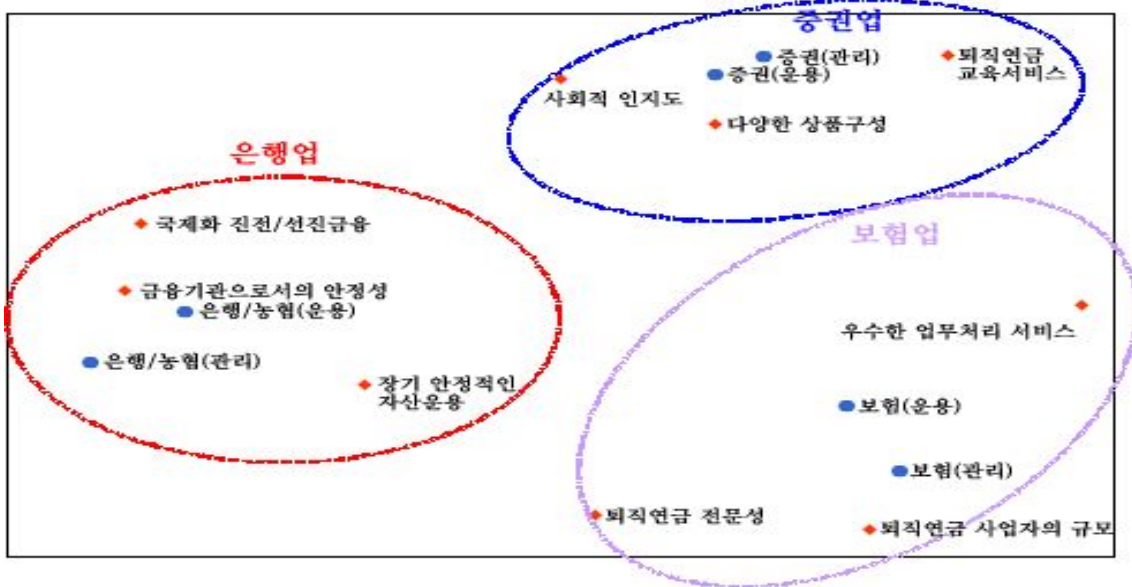 증권업
증권(관리)
퇴직연금
교육서비스
증권(운용)
사회적 인지도
다양한 상품구성
은행업
국제화 진전/선진금융
보험업
금융기관으로서의 안정성
은행/농협(운용)
우수한 업무처리 서비스
은행/농협(관리)
장기 안정적인
자산운용
보험(운용)
보험(관리)
퇴직연금 전문성
퇴직연금 사업자의 규모